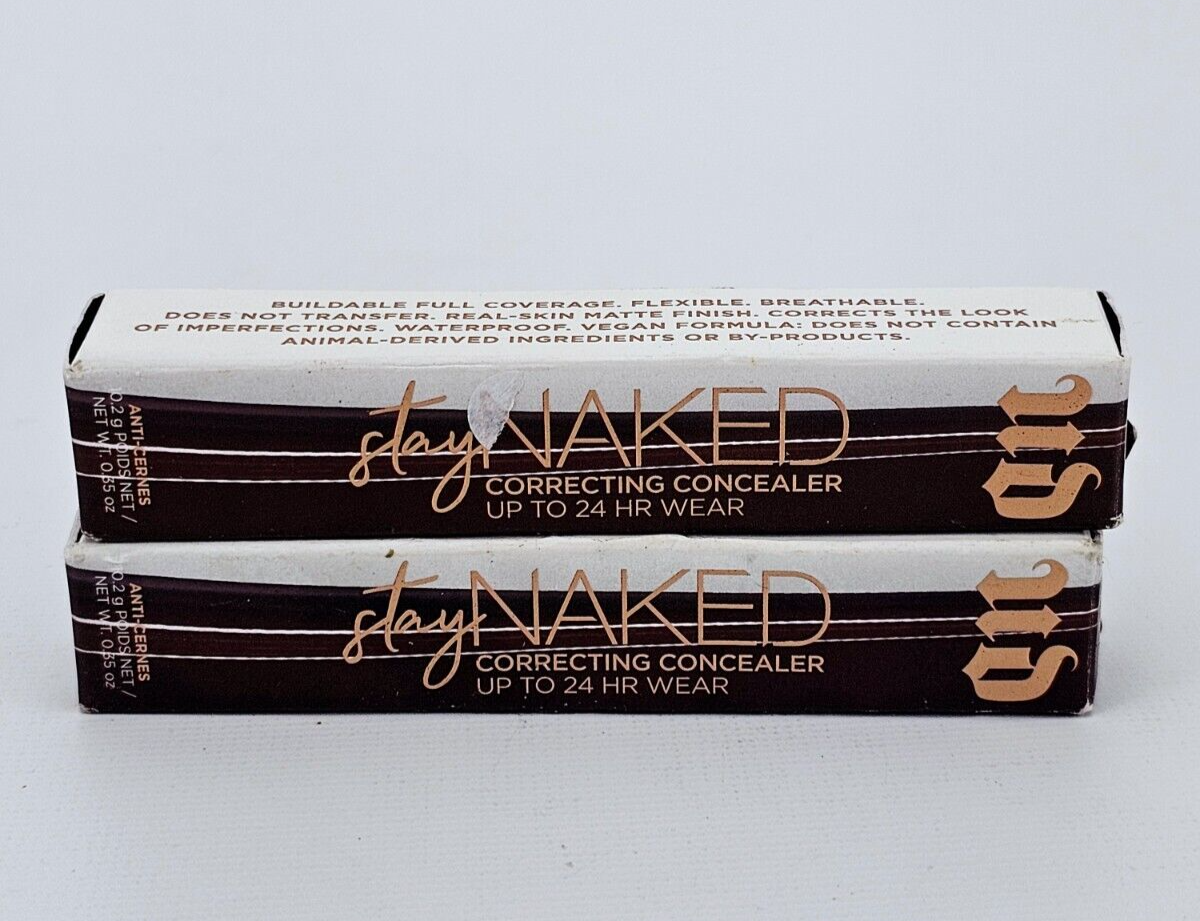 BUILDABLE FULL COVERAGE. FLEXIBLE. BREATHABLE.
DOES NOT TRANSFER. REAL-SKIN MATTE FINISH. CORRECTS THE LOOK
OF IMPERFECTIONS. WATERPROOF. VEGAN FORMULA: DOES NOT CONTAIN
ANIMAL-DERIVED INGREDIENTS OR BY-PRODUCTS.
ANTI-CERNES
10.2 g POIDS NET /
NET WT. 0.35 oz
stay NAKED
CORRECTING CONCEALER
UP TO 24 HR WEAR
UD
ANTI-CERNES
10.2 g POIDS NET /
NET WT. 0.35 oz
stay NAKED
CORRECTING CONCEALER
UP TO 24 HR WEAR
UD